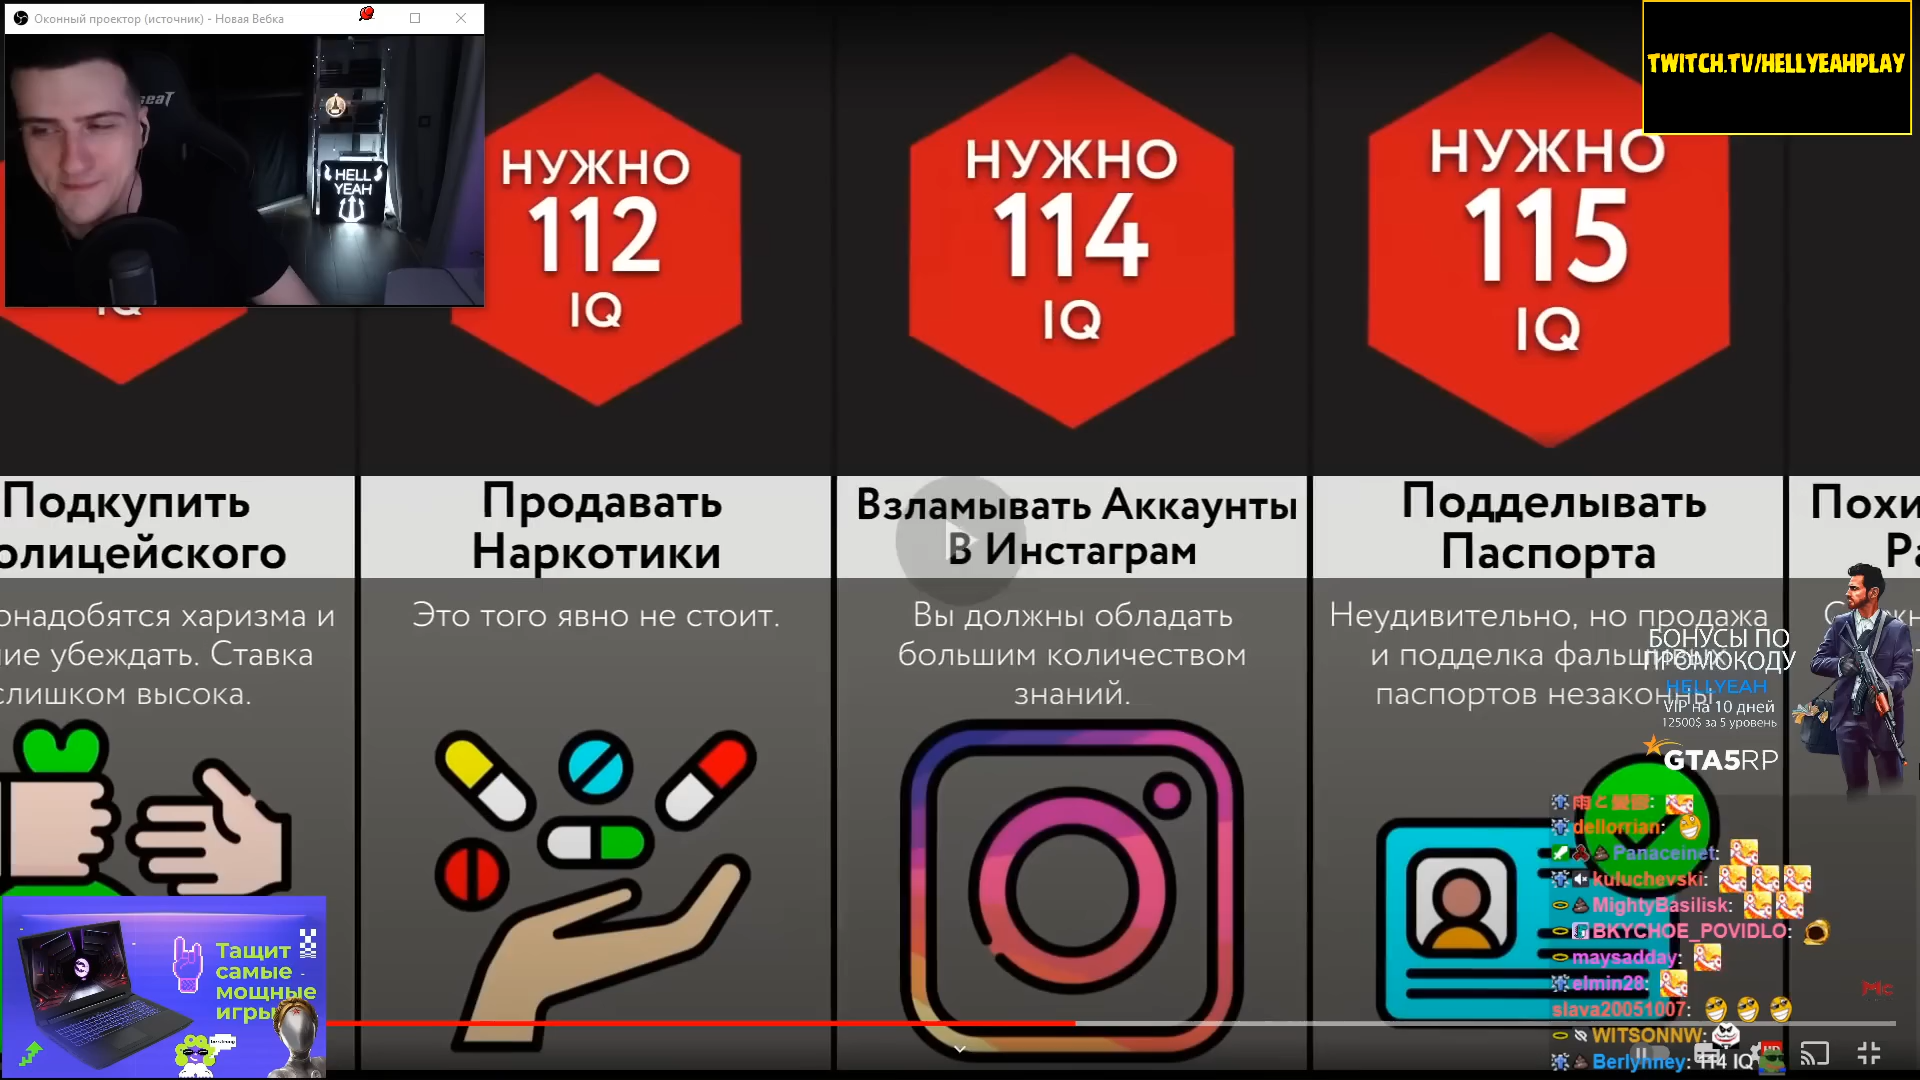 Оконный проектор (источник) - Новая Вебка
seaT
HELL
YEAH
TWITCH.TV/HELLYEAHPLAY
IQ
НУЖНО
112
IQ
НУЖНО
114
IQ
НУЖНО
115
IQ
Подкупить
олицейского
онадобятся харизма и
ие убеждать. Ставка
слишком высока.
Продавать
Наркотики
Это того явно не стоит.
Взламывать Аккаунты
В Инстаграм
Вы должны обладать
большим количеством
знаний.
Подделывать
Паспорта
Неудивительно, но продажа
и подделка фальшивых
паспортов незаконны.
Похи
Ра
БОНУСЫ ПО
ПРОМОКОДУ
HELLYEAH
VIP на 10 дней
12500$ за 5 уровень
GTA5RP
dellorrian:
Panaceinet:
kuluchevski:
MightyBasilisk:
BKYCHOE_POVIDLO:
maysadday:
elmin28:
slava20051007:
WITSONNW:
Berlynney: 114 IQ
Тащит
самые
мощные
игры